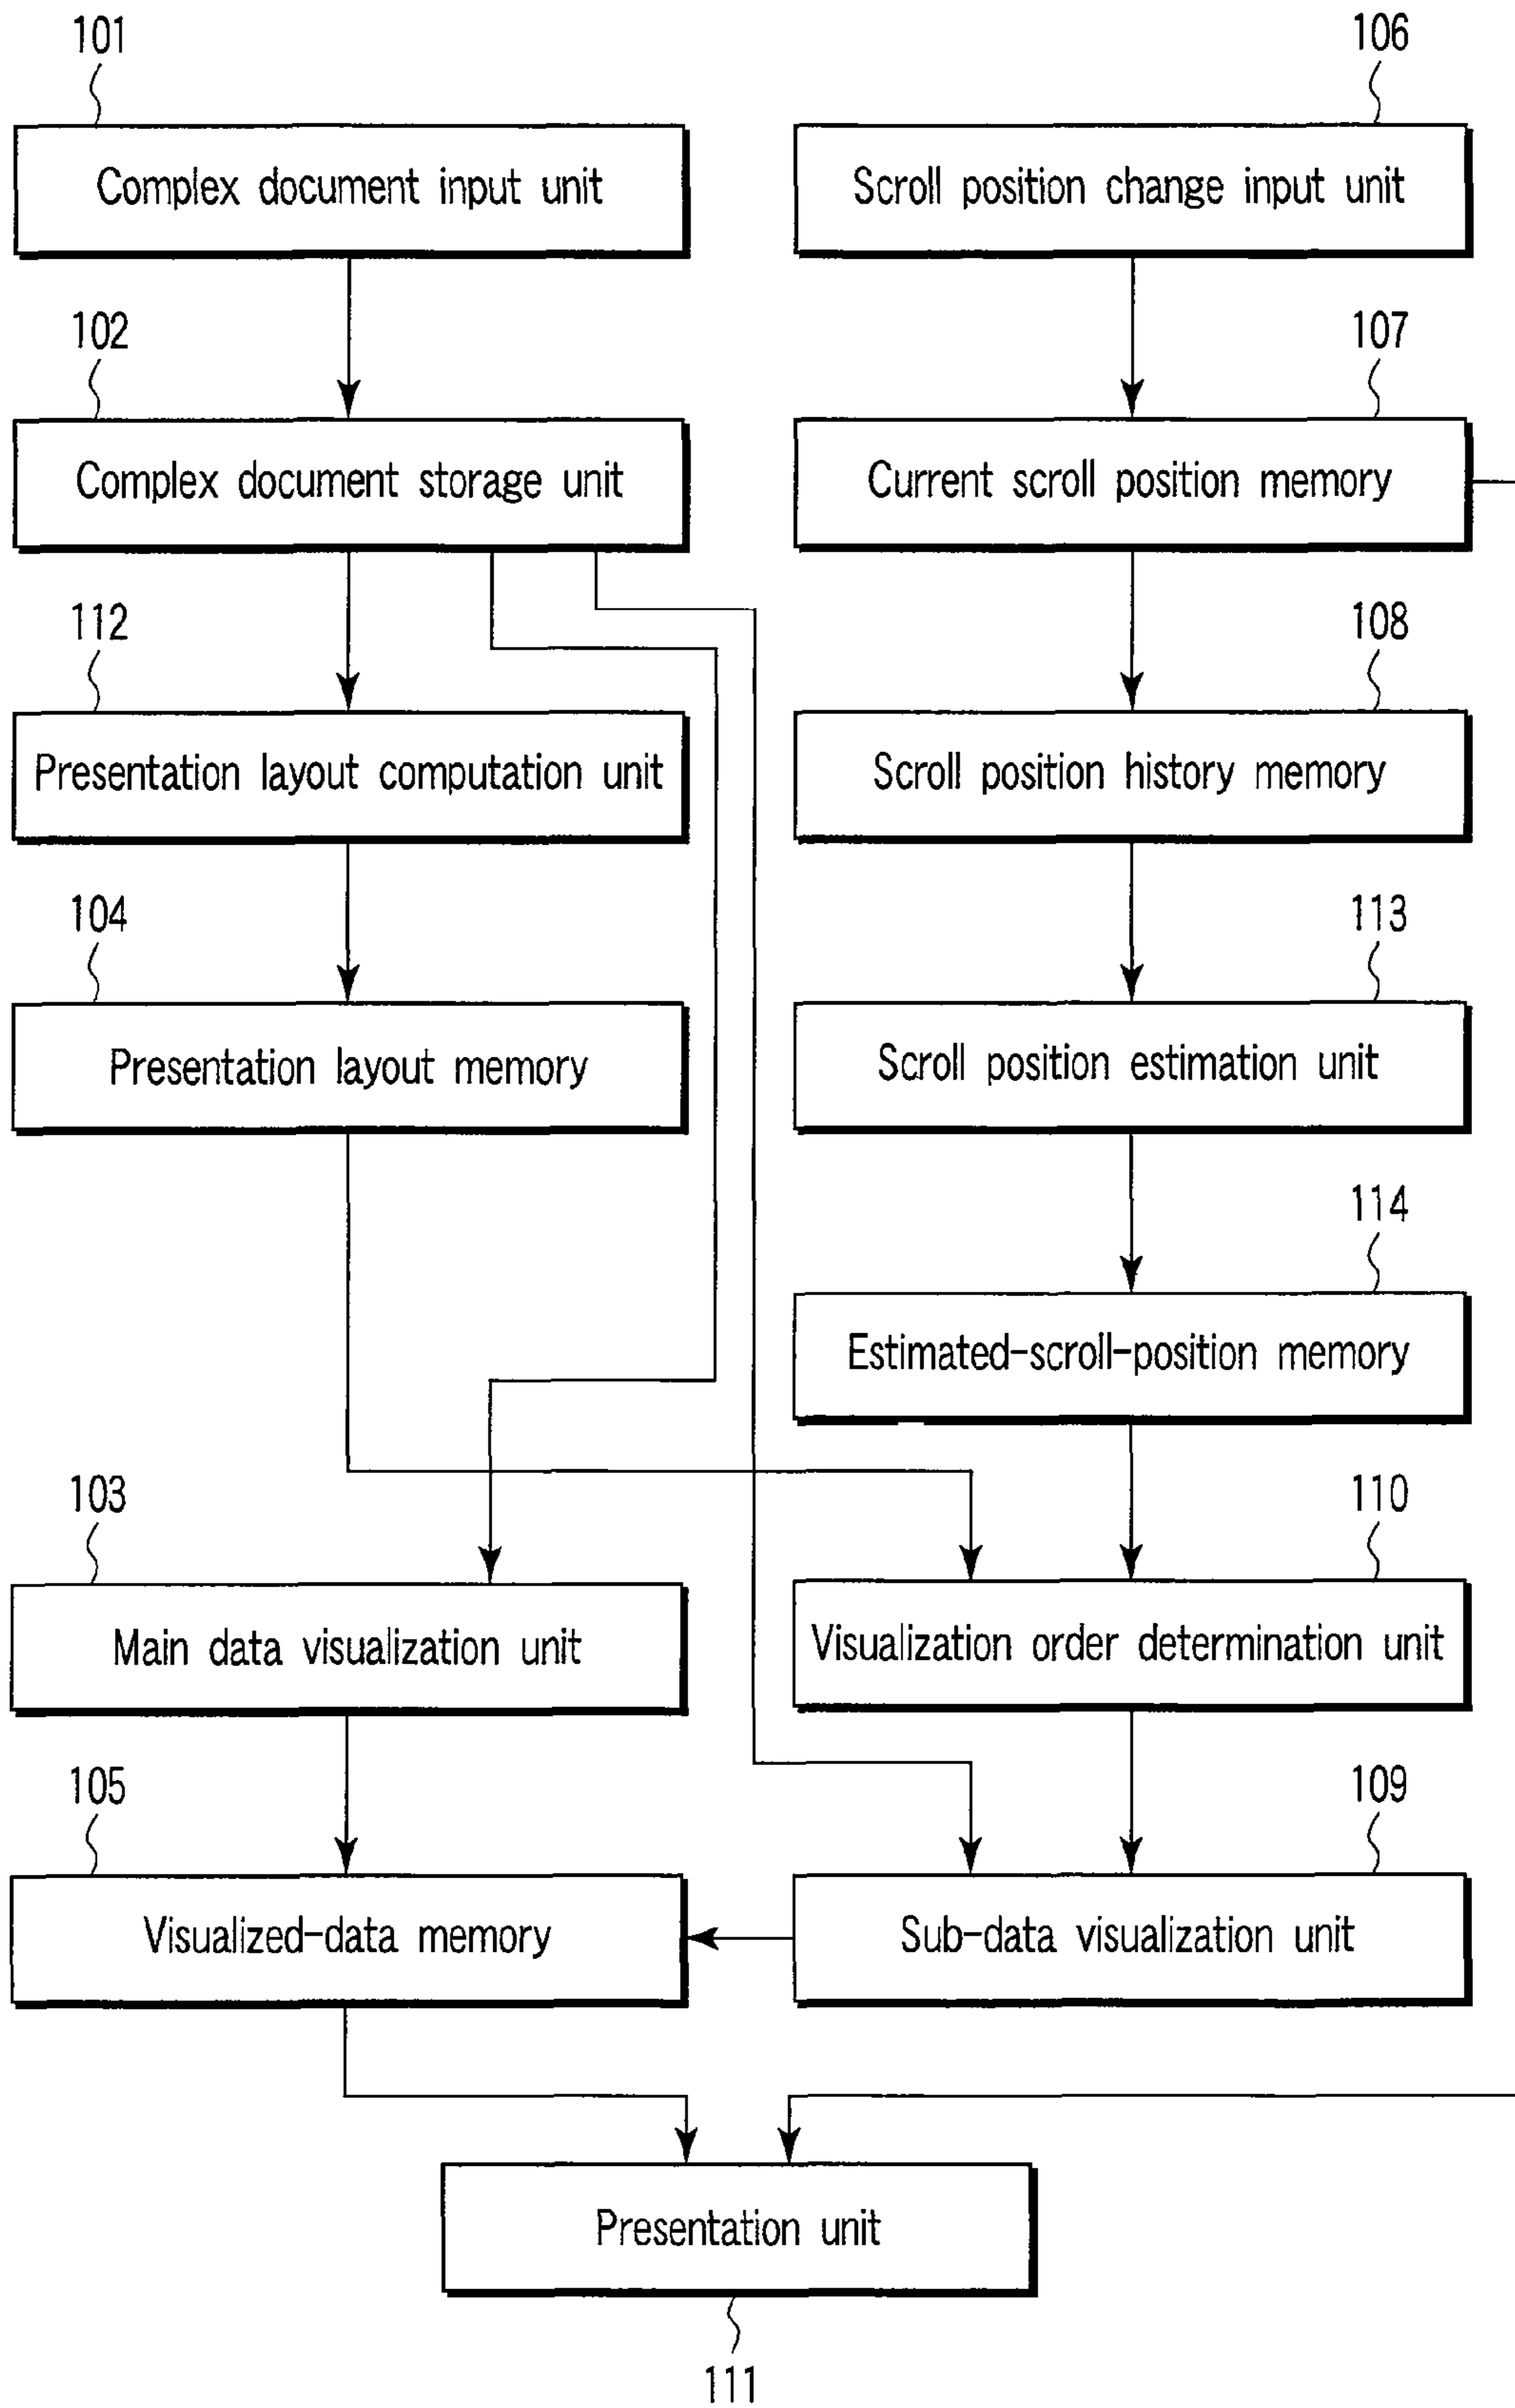 101
Complex document input unit
106
Scroll position change input unit
102
Complex document storage unit
107
Current scroll position memory
112
Presentation layout computation unit
108
Scroll position history memory
104
Presentation layout memory
113
Scroll position estimation unit
114
Estimated-scroll-position memory
103
Main data visualization unit
110
Visualization order determination unit
105
Visualized-data memory
109
Sub-data visualization unit
Presentation unit
111